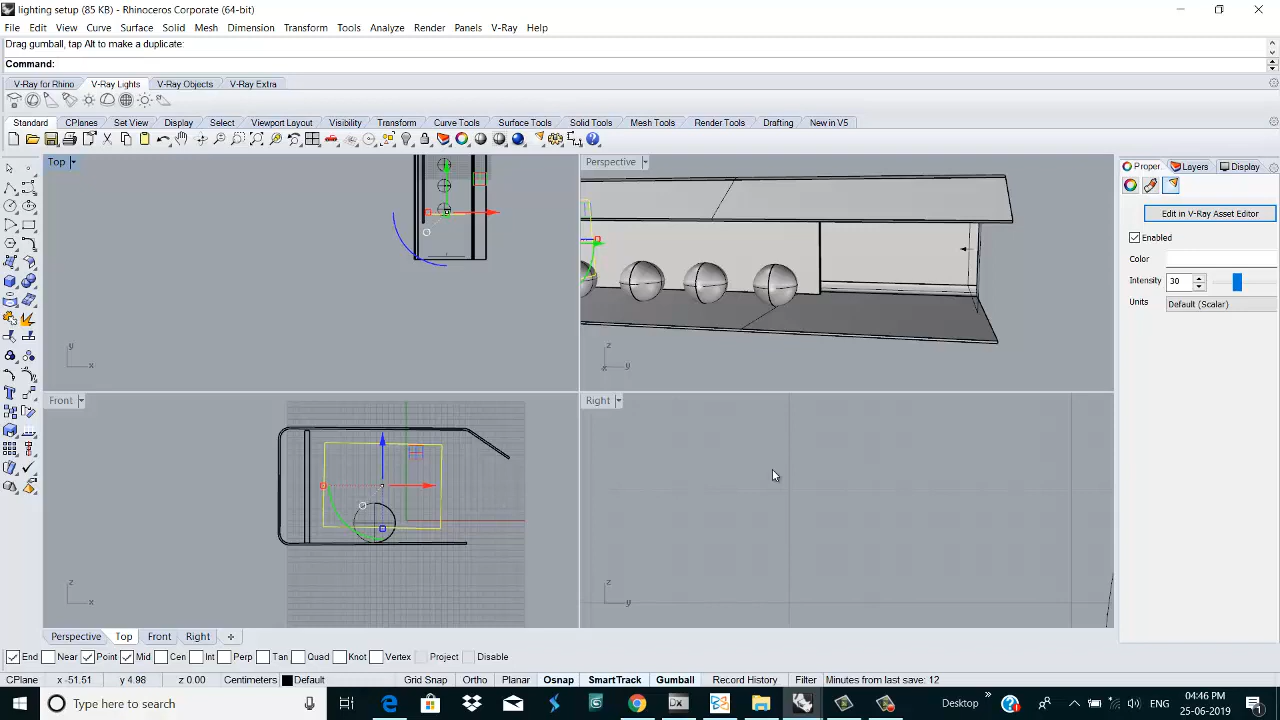 lighting setup (85 KB) - Rhinoceros Corporate (64-bit)
File Edit View Curve Surface Solid Mesh Dimension Transform Tools Analyze Render Panels V-Ray Help
Drag gumball, tap Alt to make a duplicate:
Command:
V-Ray for Rhino V-Ray Lights V-Ray Objects V-Ray Extra
Standard CPlanes Set View Display Select Viewport Layout Visibility Transform Curve Tools Surface Tools Solid Tools Mesh Tools Render Tools Drafting New in V5
Top
y
x
Perspective
z
y
Proper Layers Display
Edit in V-Ray Asset Editor
Enabled
Color
Intensity 30
Units Default (Scalar)
Front
z
x
Right
z
y
Perspective Top Front Right
End Near Point Mid Cen Int Perp Tan Quad Knot Vertex Project Disable
CPlane x -51.51 y 4.98 z 0.00 Centimeters Default Grid Snap Ortho Planar Osnap SmartTrack Gumball Record History Filter Minutes from last save: 12
Type here to search
Desktop » ENG 04:46 PM
25-06-2019